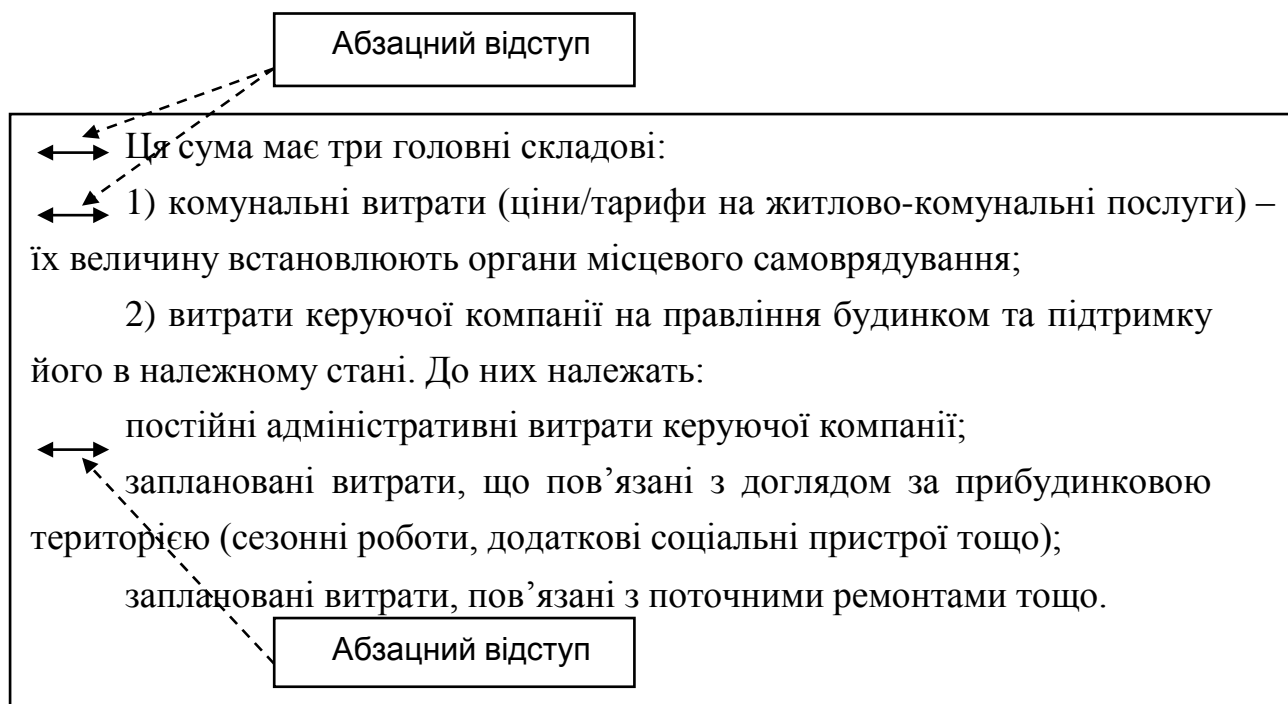 Абзацний відступ
Ця сума має три головні складові:
1) комунальні витрати (ціни/тарифи на житлово-комунальні послуги) –
їх величину встановлюють органи місцевого самоврядування;
2) витрати керуючої компанії на правління будинком та підтримку
його в належному стані. До них належать:
постійні адміністративні витрати керуючої компанії;
заплановані витрати, що пов’язані з доглядом за прибудинковою
територією (сезонні роботи, додаткові соціальні пристрої тощо);
заплановані витрати, пов’язані з поточними ремонтами тощо.
Абзацний відступ